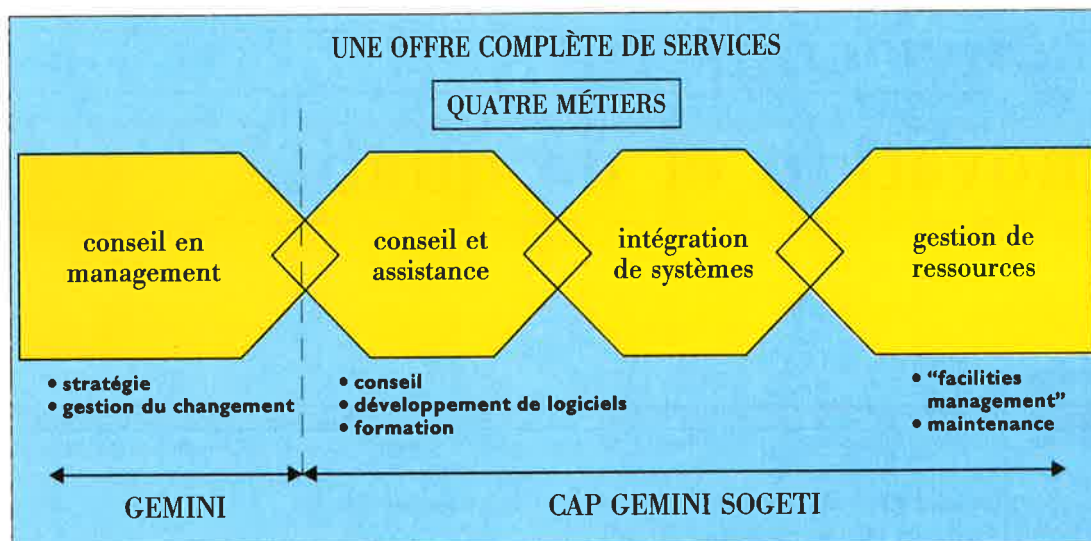 UNE OFFRE COMPLÈTE DE SERVICES
QUATRE MÉTIERS
conseil en
management
conseil et
assistance
intégration
de systèmes
gestion de
ressources
• stratégie
• gestion du changement
• conseil
• développement de logiciels
• formation
• “facilities
management”
• maintenance
GEMINI
CAP GEMINI SOGETI